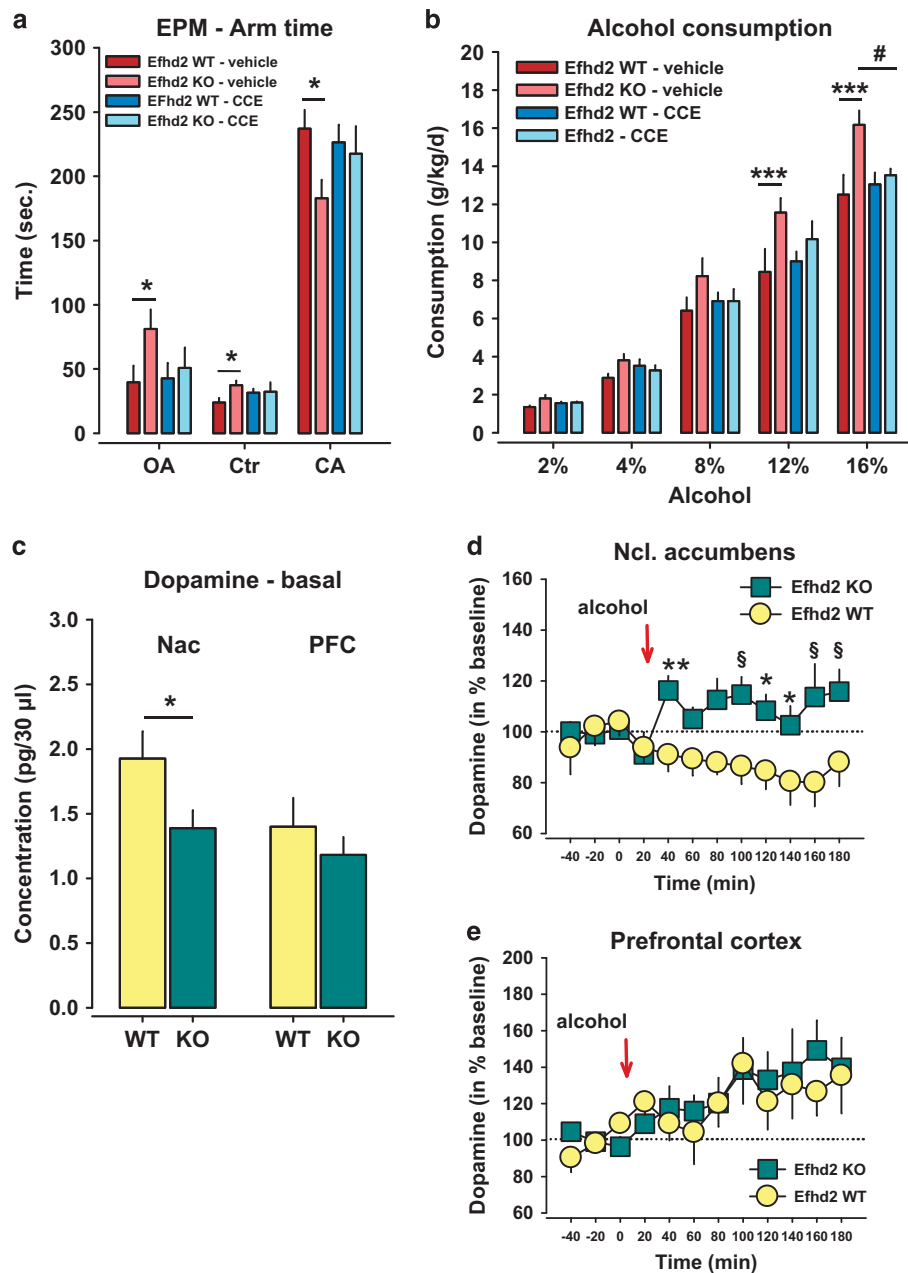 a
EPM - Arm time
Efhd2 WT - vehicle
Efhd2 KO - vehicle
EFhd2 WT - CCE
Efhd2 KO - CCE
Time (sec.)
300
250
200
150
100
50
0
*
*
*
OA Ctr CA
b
Alcohol consumption
Efhd2 WT - vehicle
Efhd2 KO - vehicle
Efhd2 WT - CCE
Efhd2 - CCE
Consumption (g/kg/d)
20
18
16
14
12
10
8
6
4
2
0
#
***
***
2% 4% 8% 12% 16%
Alcohol
c
Dopamine - basal
Nac PFC
Concentration (pg/30 µl)
3.0
2.5
2.0
1.5
1.0
0.5
0.0
*
WT KO WT KO
d
Ncl. accumbens
Efhd2 KO
Efhd2 WT
alcohol
Dopamine (in % baseline)
160
140
120
100
80
60
** § * * § §
-40 -20 0 20 40 60 80 100 120 140 160 180
Time (min)
e
Prefrontal cortex
alcohol
Dopamine (in % baseline)
200
180
160
140
120
100
80
60
Efhd2 KO
Efhd2 WT
-40 -20 0 20 40 60 80 100 120 140 160 180
Time (min)